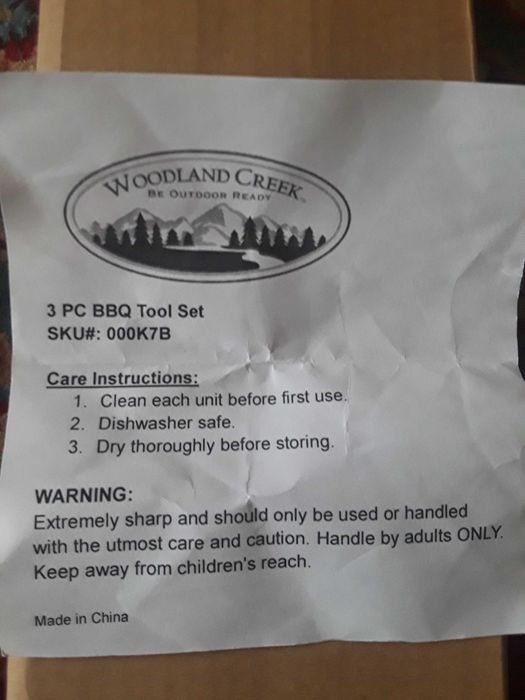 WOODLAND CREEK
BE OUTDOOR READY
3 PC BBQ Tool Set
SKU#: 000K7B
Care Instructions:
1. Clean each unit before first use.
2. Dishwasher safe.
3. Dry thoroughly before storing.
WARNING:
Extremely sharp and should only be used or handled
with the utmost care and caution. Handle by adults ONLY.
Keep away from children's reach.
Made in China